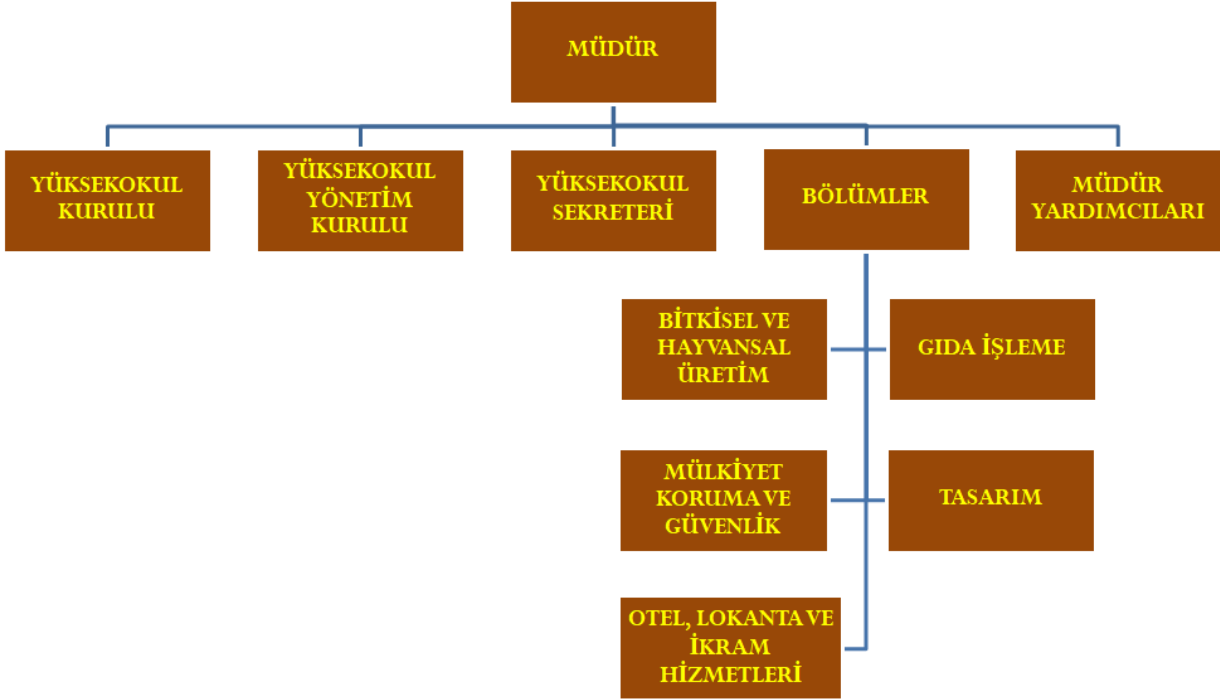 MÜDÜR
YÜKSEKOKUL
KURULU
YÜKSEKOKUL
YÖNETİM
KURULU
YÜKSEKOKUL
SEKRETERİ
BÖLÜMLER
MÜDÜR
YARDIMCILARI
BİTKİSEL VE
HAYVANSAL
ÜRETİM
GIDA İŞLEME
MÜLKİYET
KORUMA VE
GÜVENLİK
TASARIM
OTEL, LOKANTA VE
İKRAM
HİZMETLERİ